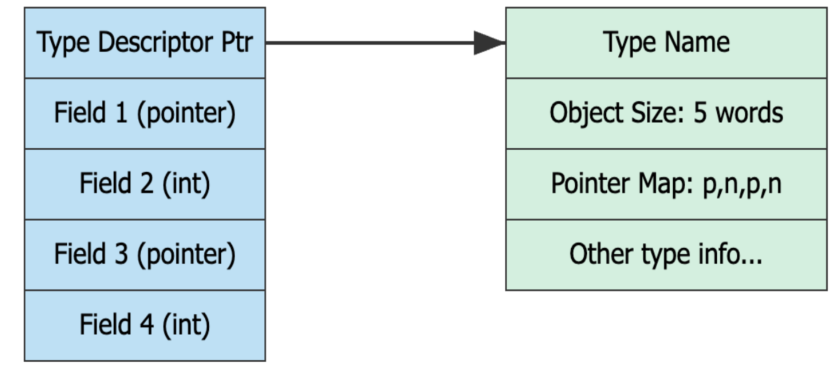 Type Descriptor Ptr
Field 1 (pointer)
Field 2 (int)
Field 3 (pointer)
Field 4 (int)
Type Name
Object Size: 5 words
Pointer Map: p,n,p,n
Other type info...